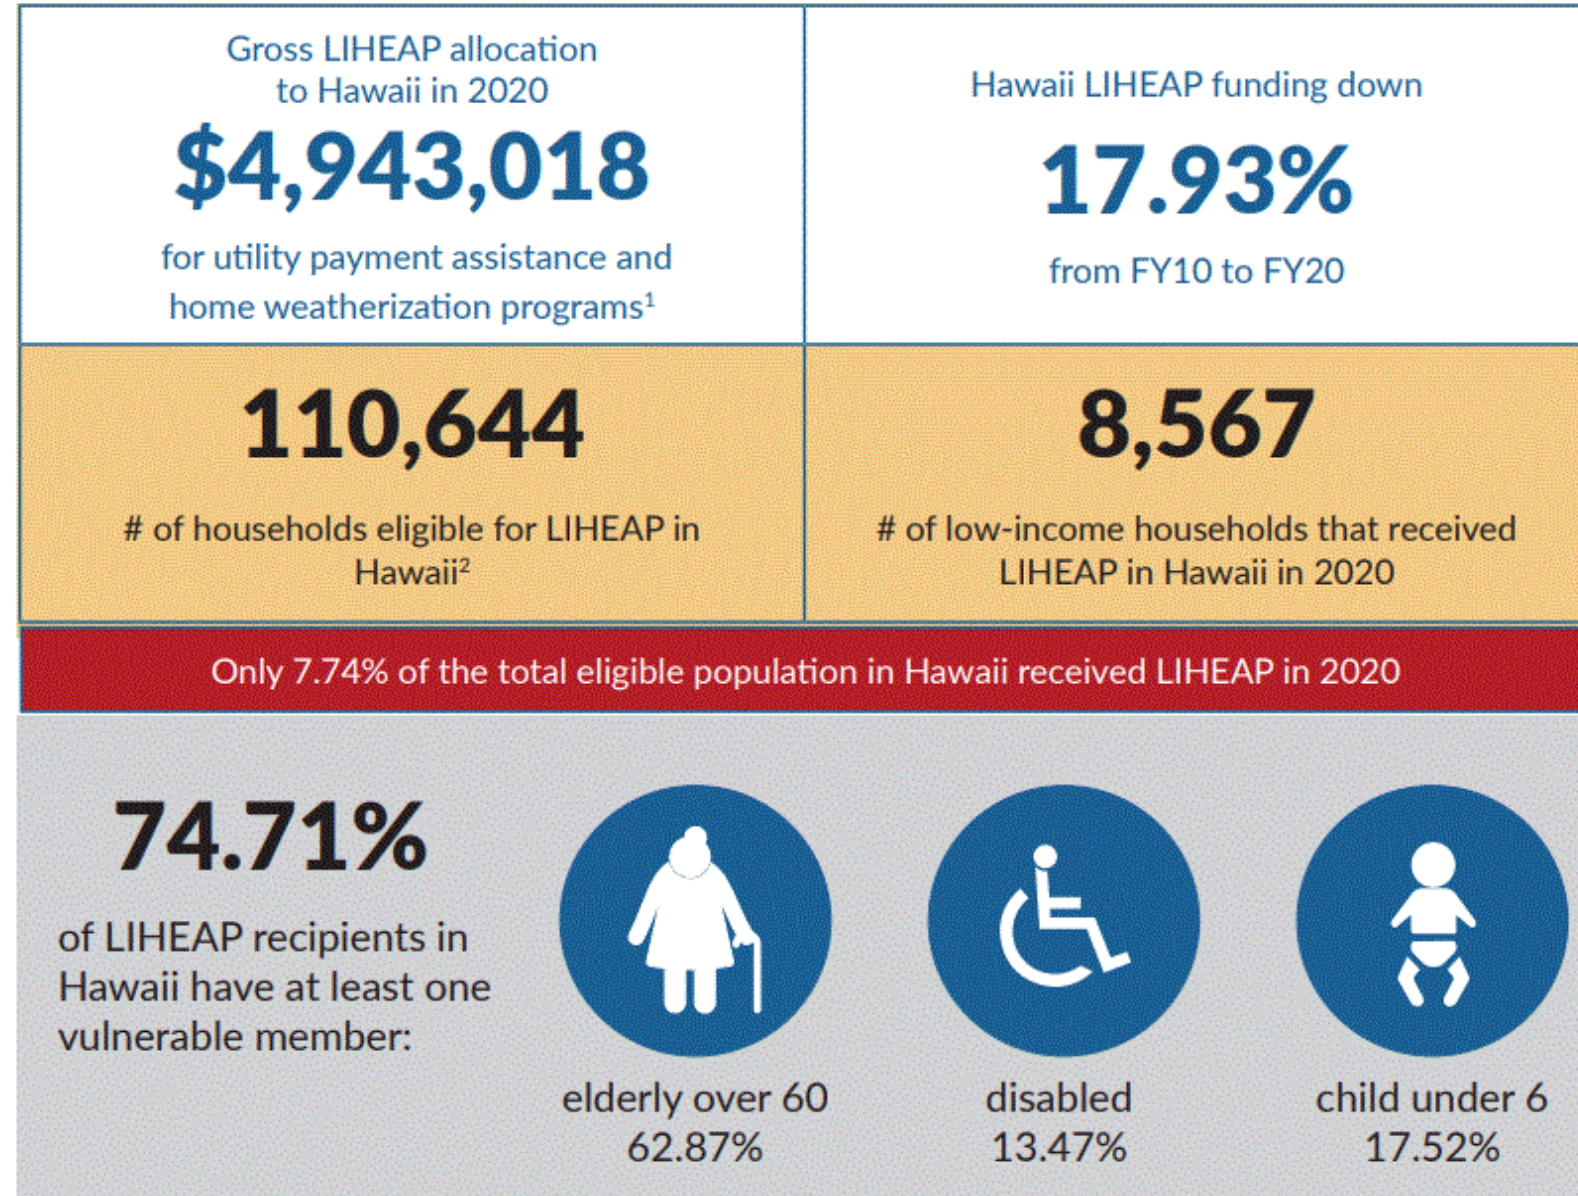 Gross LIHEAP allocation
to Hawaii in 2020
$4,943,018
for utility payment assistance and
home weatherization programs¹
Hawaii LIHEAP funding down
17.93%
from FY10 to FY20
110,644
# of households eligible for LIHEAP in
Hawaii²
8,567
# of low-income households that received
LIHEAP in Hawaii in 2020
Only 7.74% of the total eligible population in Hawaii received LIHEAP in 2020
74.71%
of LIHEAP recipients in
Hawaii have at least one
vulnerable member:
elderly over 60
62.87%
disabled
13.47%
child under 6
17.52%